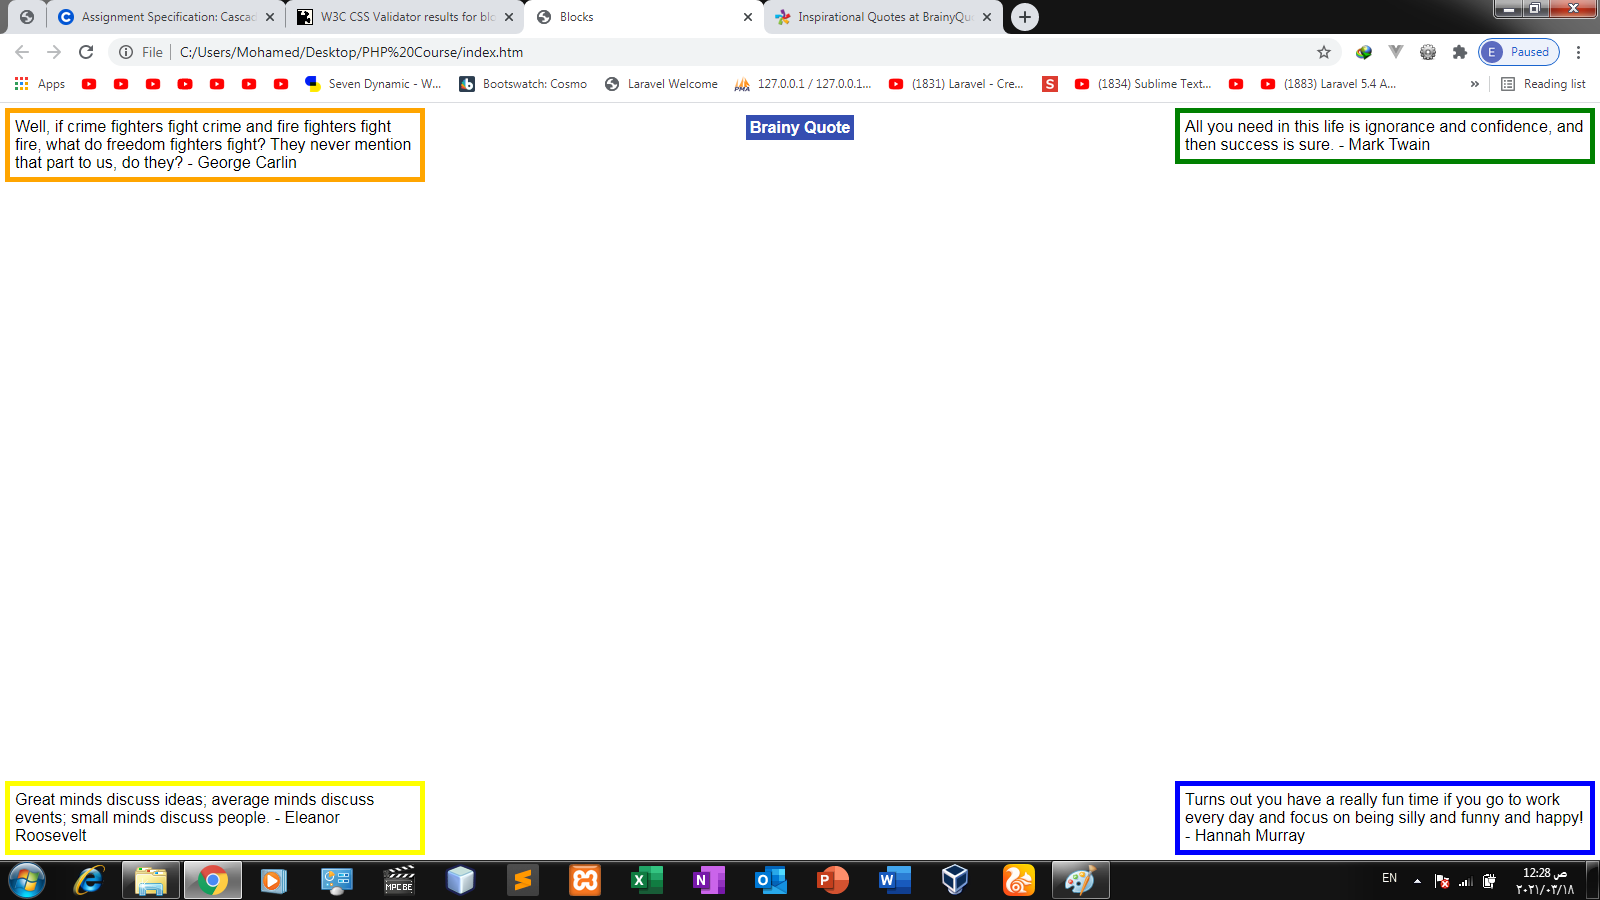 Assignment Specification: Cascad
W3C CSS Validator results for blo
Blocks
Inspirational Quotes at BrainyQu
File
C:/Users/Mohamed/Desktop/PHP%20Course/index.htm
E
Paused
Apps
Seven Dynamic - W...
Bootswatch: Cosmo
Laravel Welcome
PMA
127.0.0.1 / 127.0.0.1...
(1831) Laravel - Cre...
S
(1834) Sublime Text...
(1883) Laravel 5.4 A...
»
Reading list
Well, if crime fighters fight crime and fire fighters fight
fire, what do freedom fighters fight? They never mention
that part to us, do they? - George Carlin
Brainy Quote
All you need in this life is ignorance and confidence, and
then success is sure. - Mark Twain
Great minds discuss ideas; average minds discuss
events; small minds discuss people. - Eleanor
Roosevelt
Turns out you have a really fun time if you go to work
every day and focus on being silly and funny and happy!
- Hannah Murray
MPC BE
EN
12:28 ص
٢٠٢١/٠٣/١٨